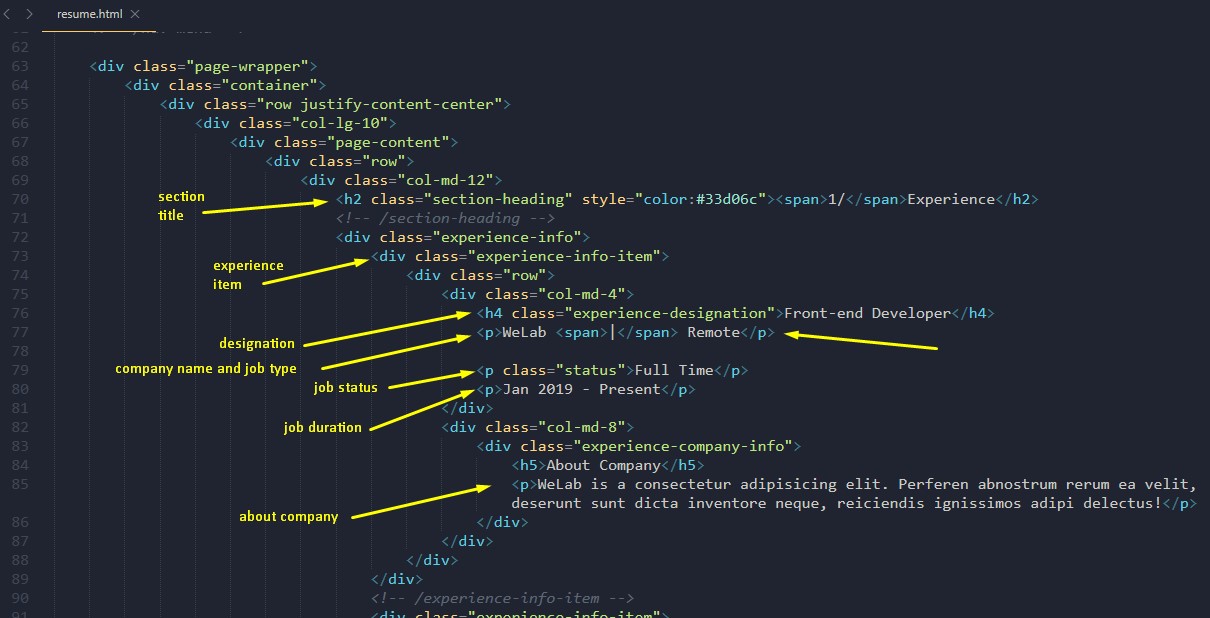 resume.html
62
63 <div class="page-wrapper">
64 <div class="container">
65 <div class="row justify-content-center">
66 <div class="col-lg-10">
67 <div class="page-content">
68 <div class="row">
69 <div class="col-md-12">
section
title
70 <h2 class="section-heading" style="color:#33d06c"><span>1/</span>Experience</h2>
71 <!-- /section-heading -->
72 <div class="experience-info">
73 <div class="experience-info-item">
experience
item
74 <div class="row">
75 <div class="col-md-4">
76 <h4 class="experience-designation">Front-end Developer</h4>
77 <p>WeLab <span>|</span> Remote</p>
designation
78
company name and job type
79 <p class="status">Full Time</p>
job status
80 <p>Jan 2019 - Present</p>
81 </div>
job duration
82 <div class="col-md-8">
83 <div class="experience-company-info">
84 <h5>About Company</h5>
85 <p>WeLab is a consectetur adipisicing elit. Perferen abnostrum rerum ea velit,
deserunt sunt dicta inventore neque, reiciendis ignissimos adipi delectus!</p>
about company
86 </div>
87 </div>
88 </div>
89 </div>
90 <!-- /experience-info-item -->
91 <div class="experience-info-item">